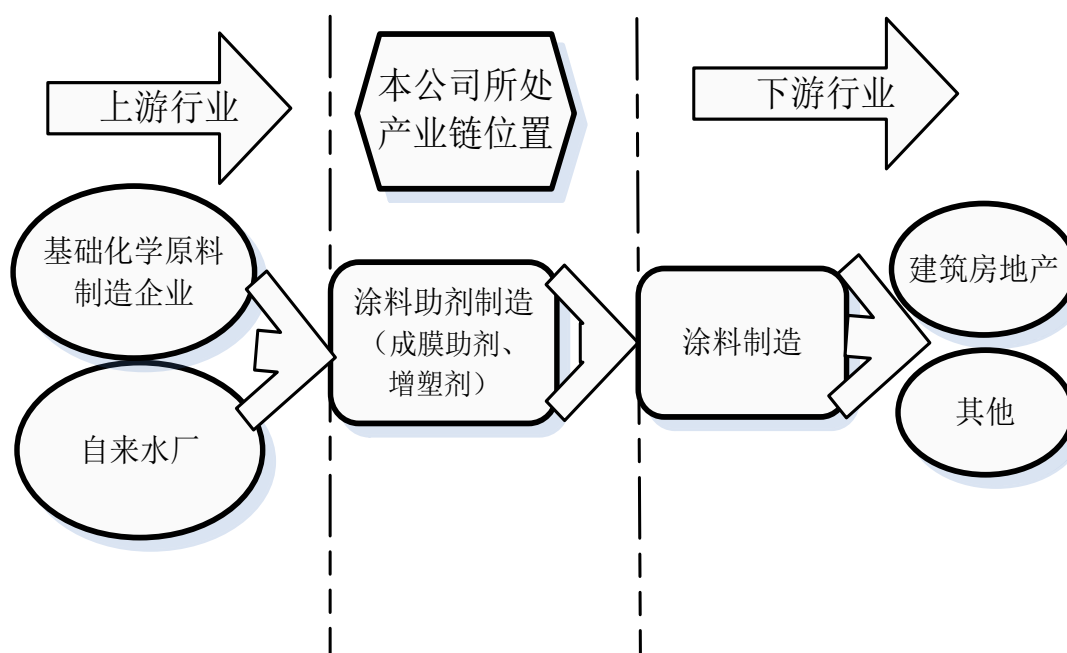 上游行业
本公司所处
产业链位置
下游行业
基础化学原料
制造企业
自来水厂
涂料助剂制造
（成膜助剂、
增塑剂）
涂料制造
建筑房地产
其他